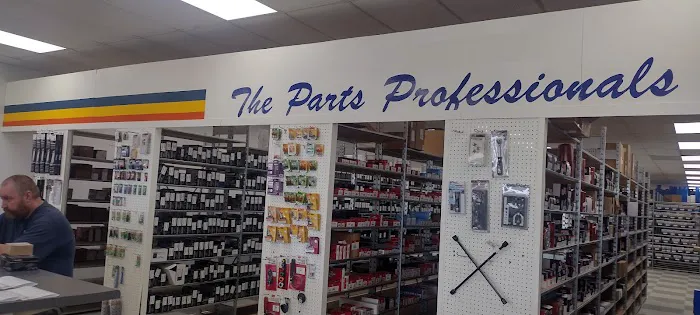 The Parts Professionals